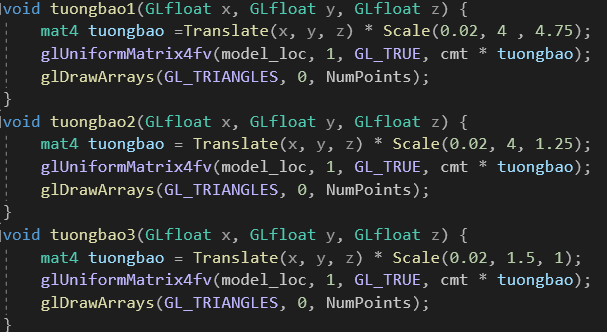 void tuongbao1(GLfloat x, GLfloat y, GLfloat z) {
mat4 tuongbao =Translate(x, y, z) * Scale(0.02, 4 , 4.75);
glUniformMatrix4fv(model_loc, 1, GL_TRUE, cmt * tuongbao);
glDrawArrays(GL_TRIANGLES, 0, NumPoints);
}
void tuongbao2(GLfloat x, GLfloat y, GLfloat z) {
mat4 tuongbao = Translate(x, y, z) * Scale(0.02, 4, 1.25);
glUniformMatrix4fv(model_loc, 1, GL_TRUE, cmt * tuongbao);
glDrawArrays(GL_TRIANGLES, 0, NumPoints);
}
void tuongbao3(GLfloat x, GLfloat y, GLfloat z) {
mat4 tuongbao = Translate(x, y, z) * Scale(0.02, 1.5, 1);
glUniformMatrix4fv(model_loc, 1, GL_TRUE, cmt * tuongbao);
glDrawArrays(GL_TRIANGLES, 0, NumPoints);
}